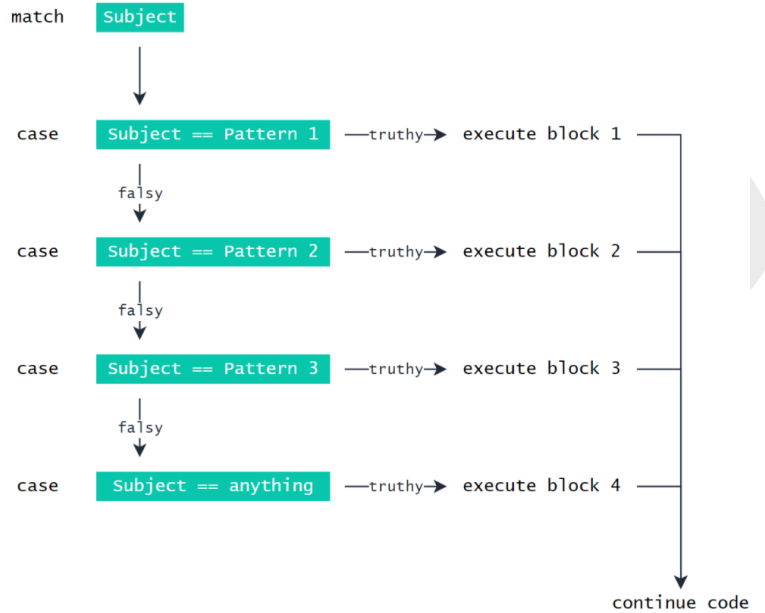 match Subject
case Subject == Pattern 1 truthy execute block 1
falsy
case Subject == Pattern 2 truthy execute block 2
falsy
case Subject == Pattern 3 truthy execute block 3
falsy
case Subject == anything truthy execute block 4
continue code